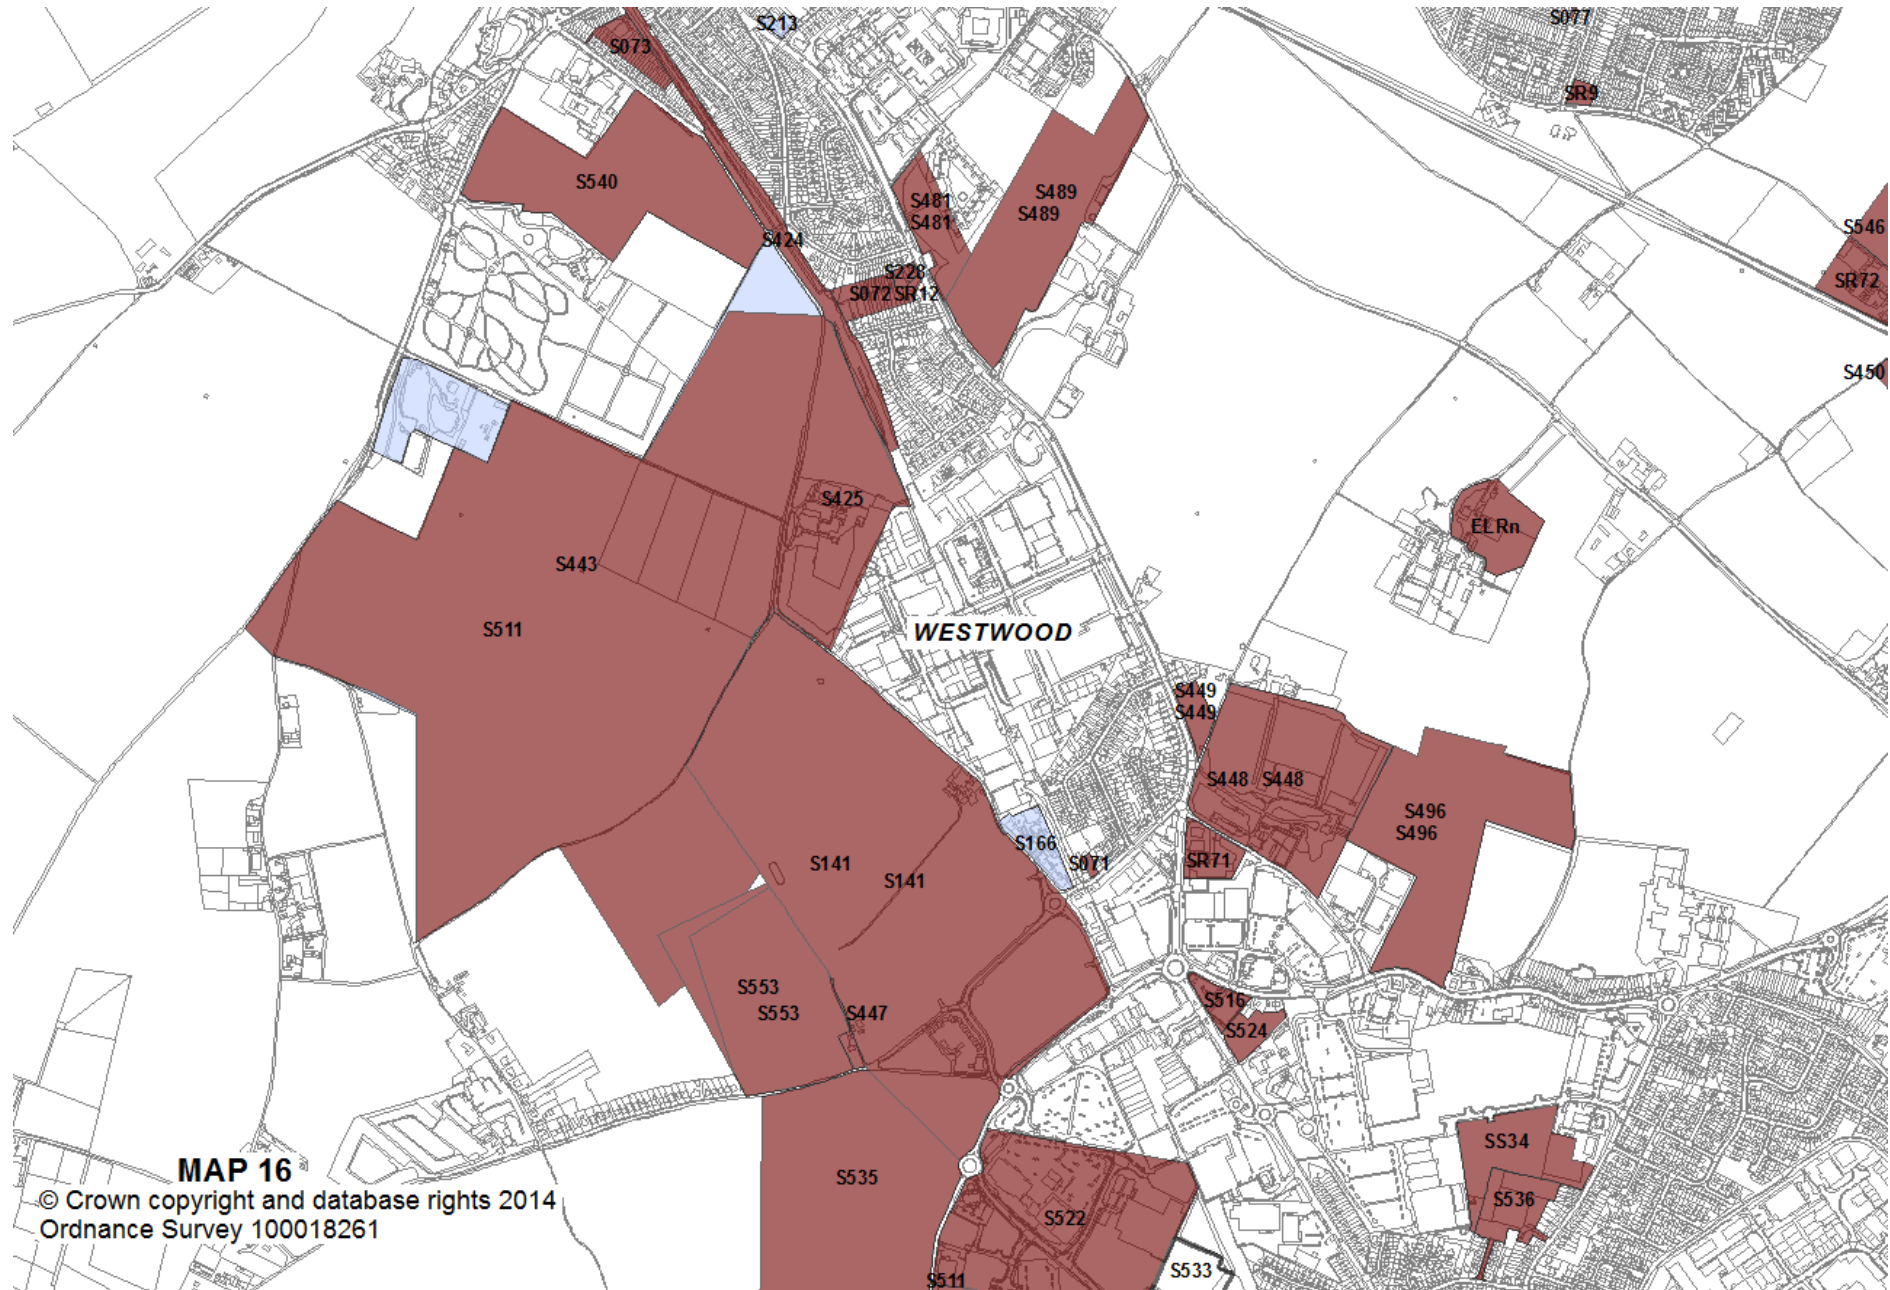 S213
S077
S073
SR9
S540
S481
S481
S489
S489
S546
S424
S228
S072
SR12
SR72
S450
S425
ELRn
S443
S511
WESTWOOD
S449
S449
S448
S448
S496
S496
S166
S071
SR71
S141
S141
S553
S553
S447
S516
S524
SS34
S535
S536
S522
S511
S533
MAP 16
© Crown copyright and database rights 2014
Ordnance Survey 100018261